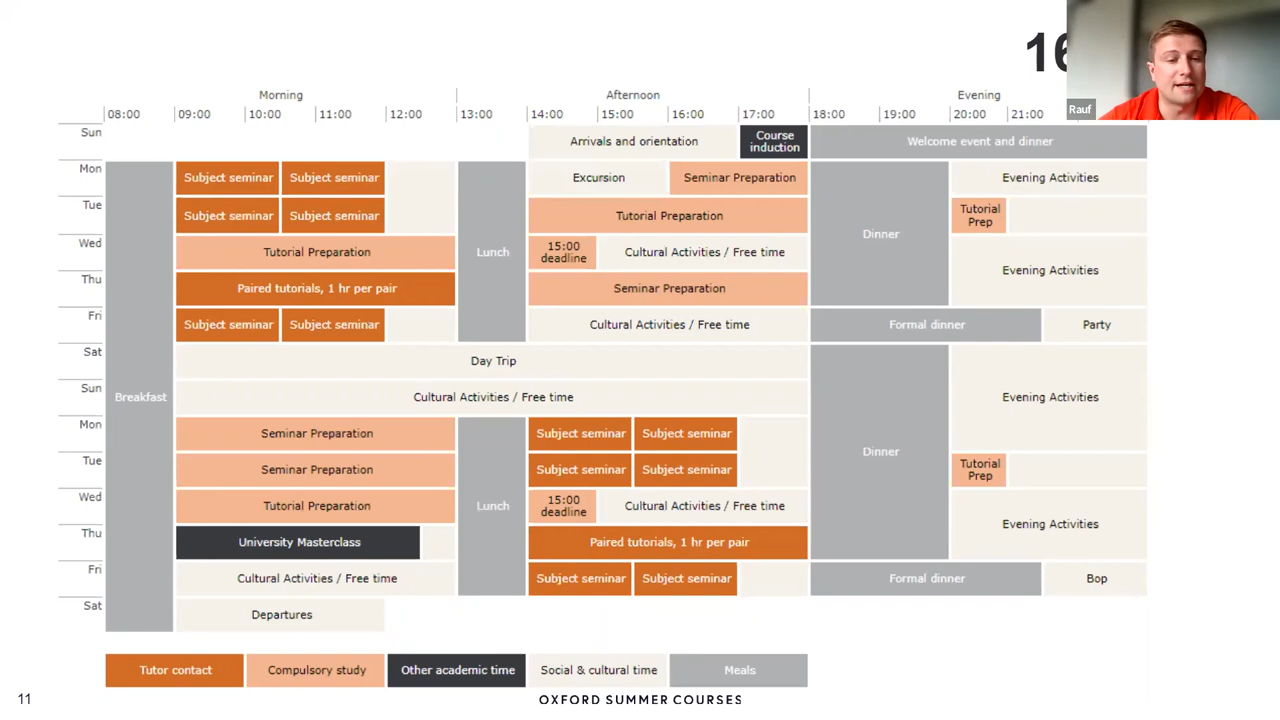 16
Rauf
Morning Afternoon Evening
08:00 09:00 10:00 11:00 12:00 13:00 14:00 15:00 16:00 17:00 18:00 19:00 20:00 21:00
Sun
Arrivals and orientation
Course
induction
Welcome event and dinner
Mon
Subject seminar Subject seminar
Excursion
Seminar Preparation
Evening Activities
Tue
Subject seminar Subject seminar
Tutorial Preparation
Tutorial
Prep
Dinner
Wed
Tutorial Preparation
Lunch
15:00
deadline
Cultural Activities / Free time
Evening Activities
Thu
Paired tutorials, 1 hr per pair
Seminar Preparation
Fri
Subject seminar Subject seminar
Cultural Activities / Free time
Formal dinner
Party
Sat
Day Trip
Breakfast
Sun
Cultural Activities / Free time
Evening Activities
Mon
Seminar Preparation
Subject seminar Subject seminar
Dinner
Tue
Seminar Preparation
Subject seminar Subject seminar
Tutorial
Prep
Wed
Tutorial Preparation
Lunch
15:00
deadline
Cultural Activities / Free time
Evening Activities
Thu
University Masterclass
Paired tutorials, 1 hr per pair
Fri
Cultural Activities / Free time
Subject seminar Subject seminar
Formal dinner
Bop
Sat
Departures
Tutor contact Compulsory study Other academic time Social & cultural time Meals
11 OXFORD SUMMER COURSES